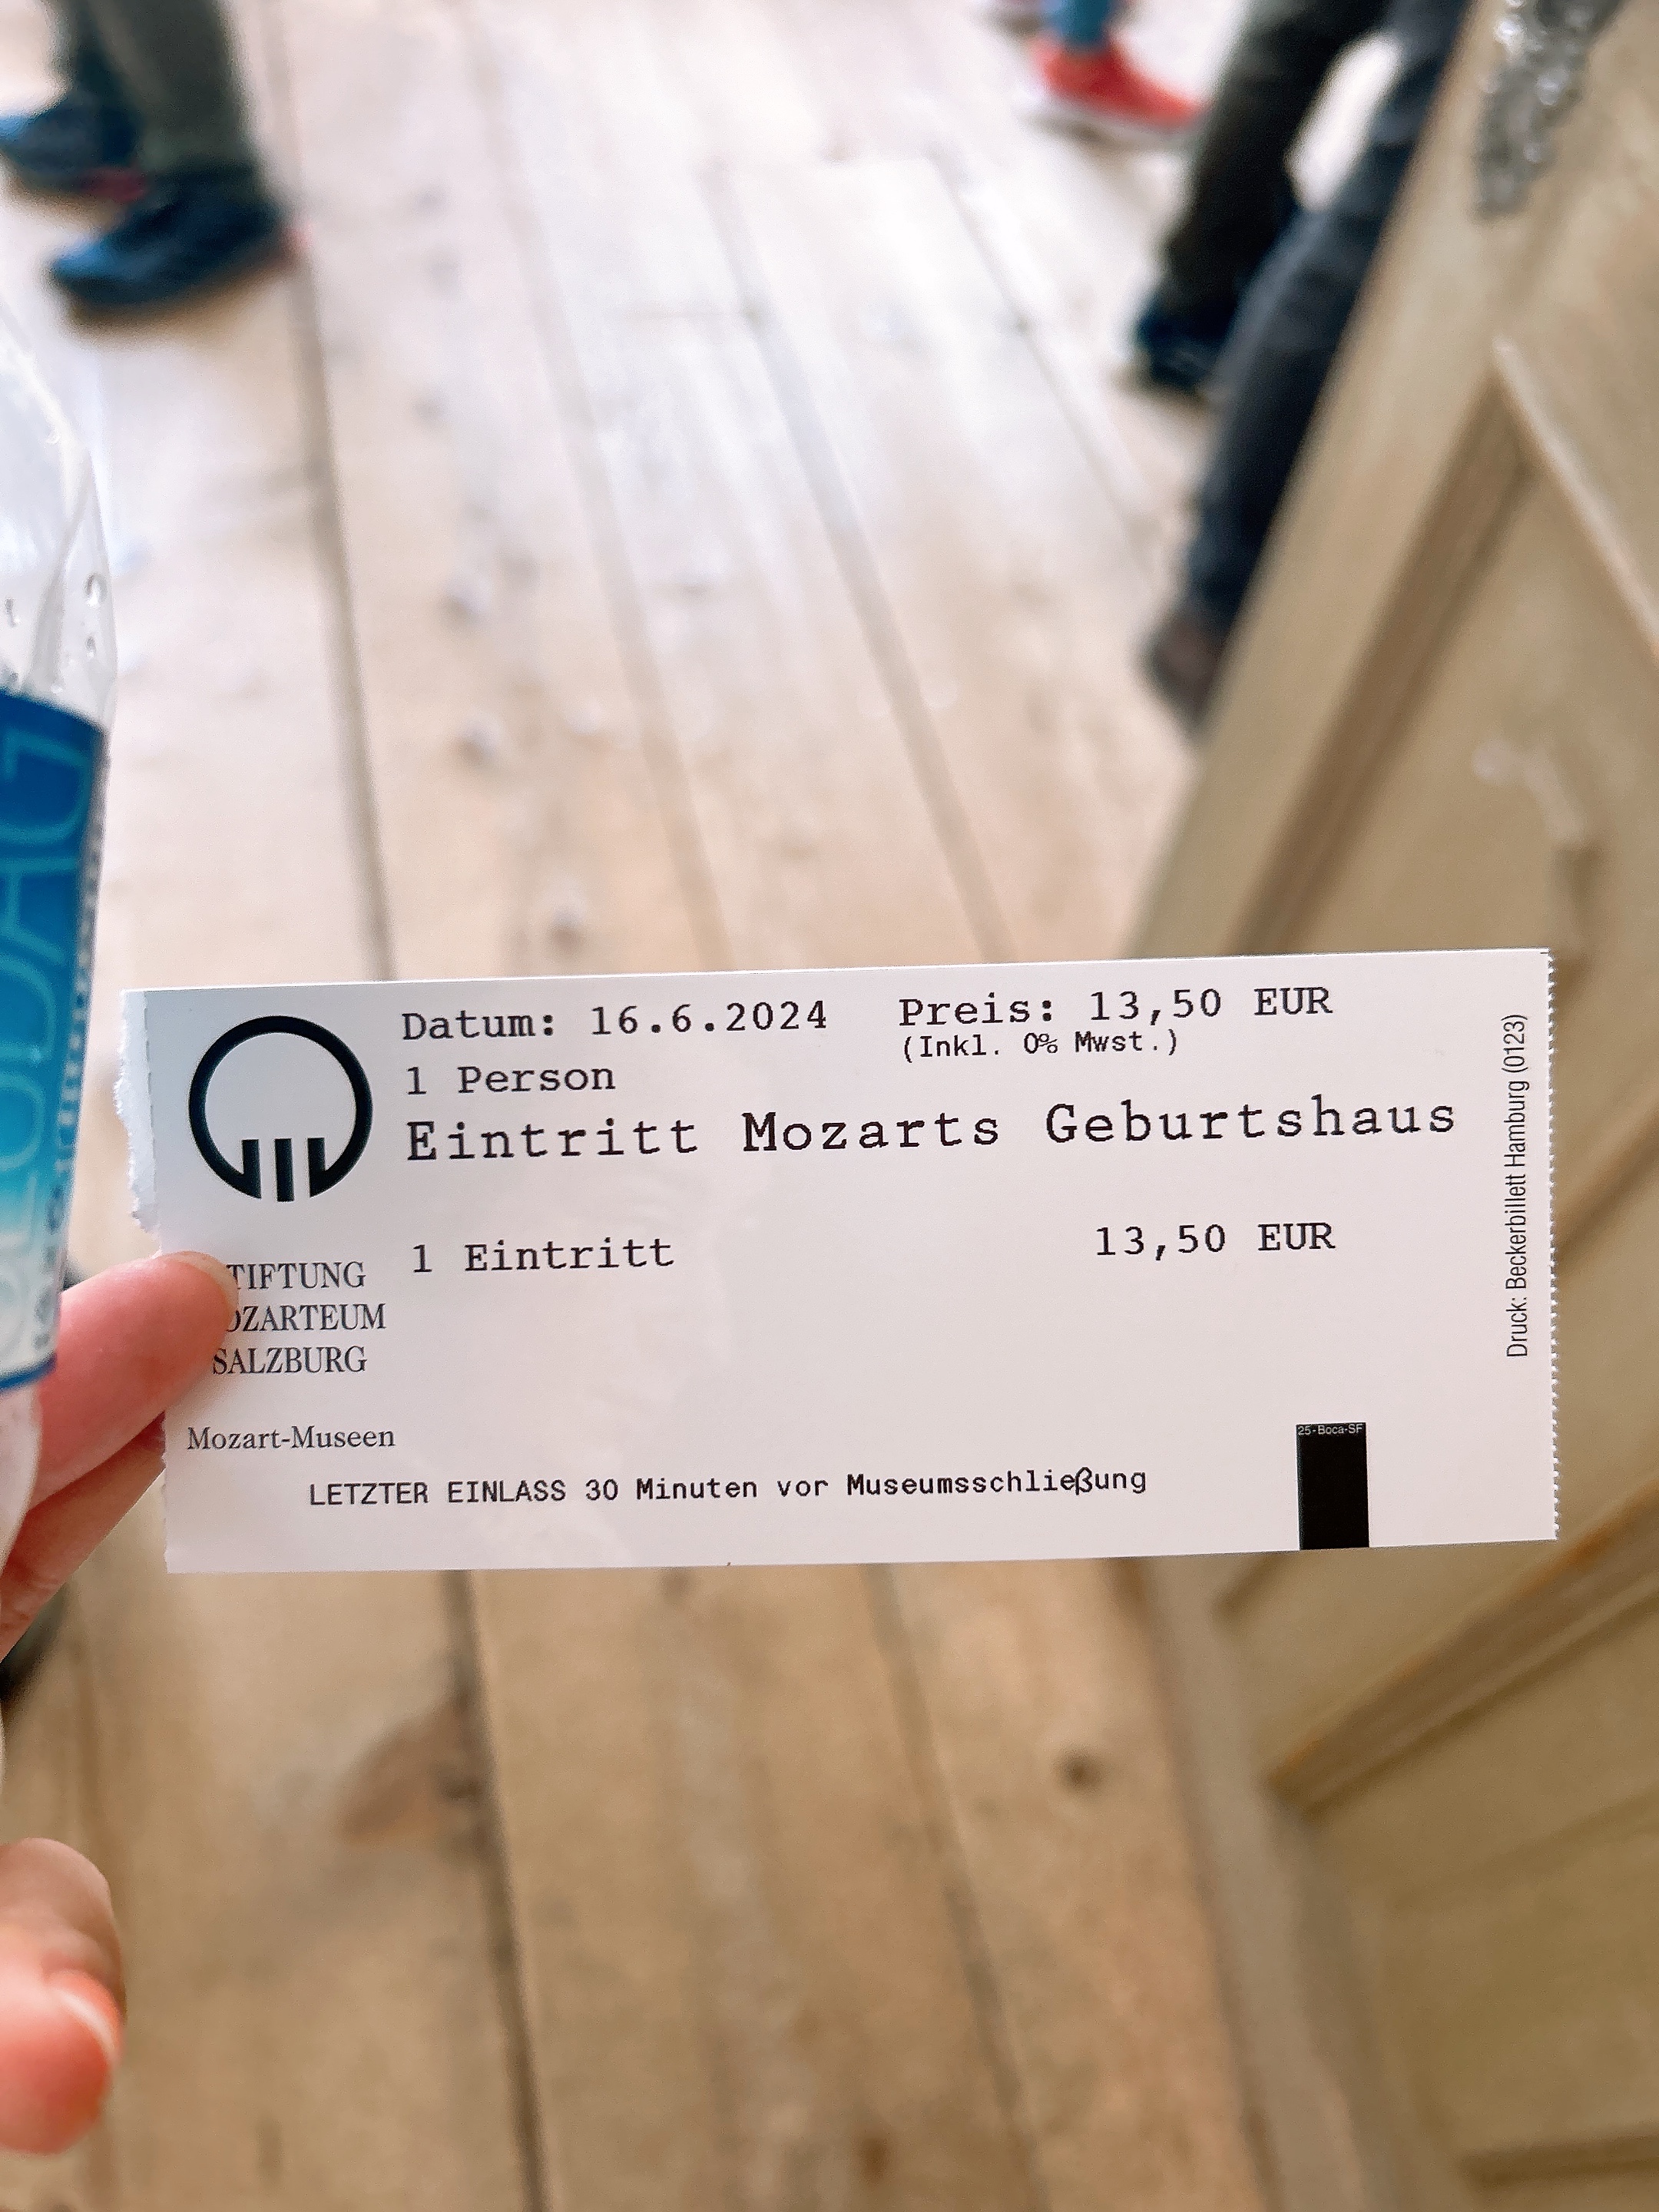 Datum: 16.6.2024 Preis: 13,50 EUR
(Inkl. 0% Mwst.)
1 Person
Eintritt Mozarts Geburtshaus
1 Eintritt 13,50 EUR
TIFTUNG
OZARTEUM
SALZBURG
Mozart-Museen
LETZTER EINLASS 30 Minuten vor Museumsschließung
25-Boca-SF
Druck: Beckerbillett Hamburg (0123)